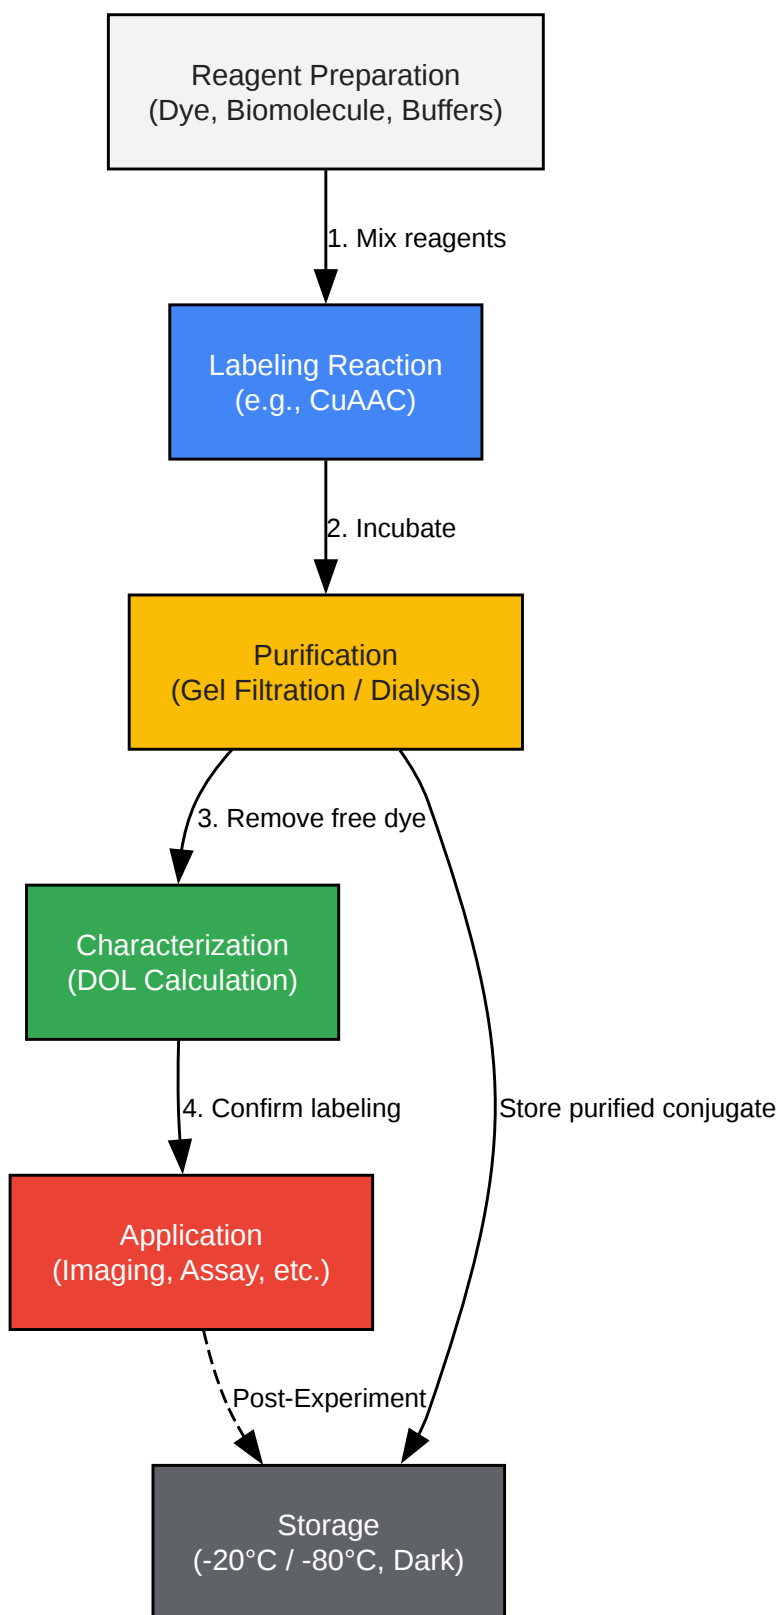 Reagent Preparation
(Dye, Biomolecule, Buffers)
1. Mix reagents
Labeling Reaction
(e.g., CuAAC)
2. Incubate
Purification
(Gel Filtration / Dialysis)
3. Remove free dye
Characterization
(DOL Calculation)
4. Confirm labeling
Store purified conjugate
Application
(Imaging, Assay, etc.)
Post-Experiment
Storage
(-20°C / -80°C, Dark)